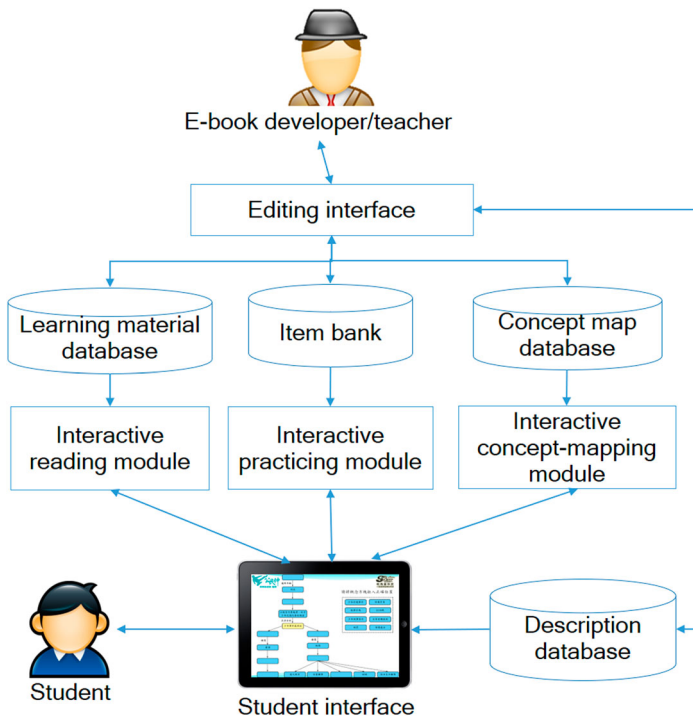 E-book developer/teacher
Editing interface
Learning material
database
Item bank
Concept map
database
Interactive
reading module
Interactive
practicing module
Interactive
concept-mapping
module
Description
database
Student
Student interface